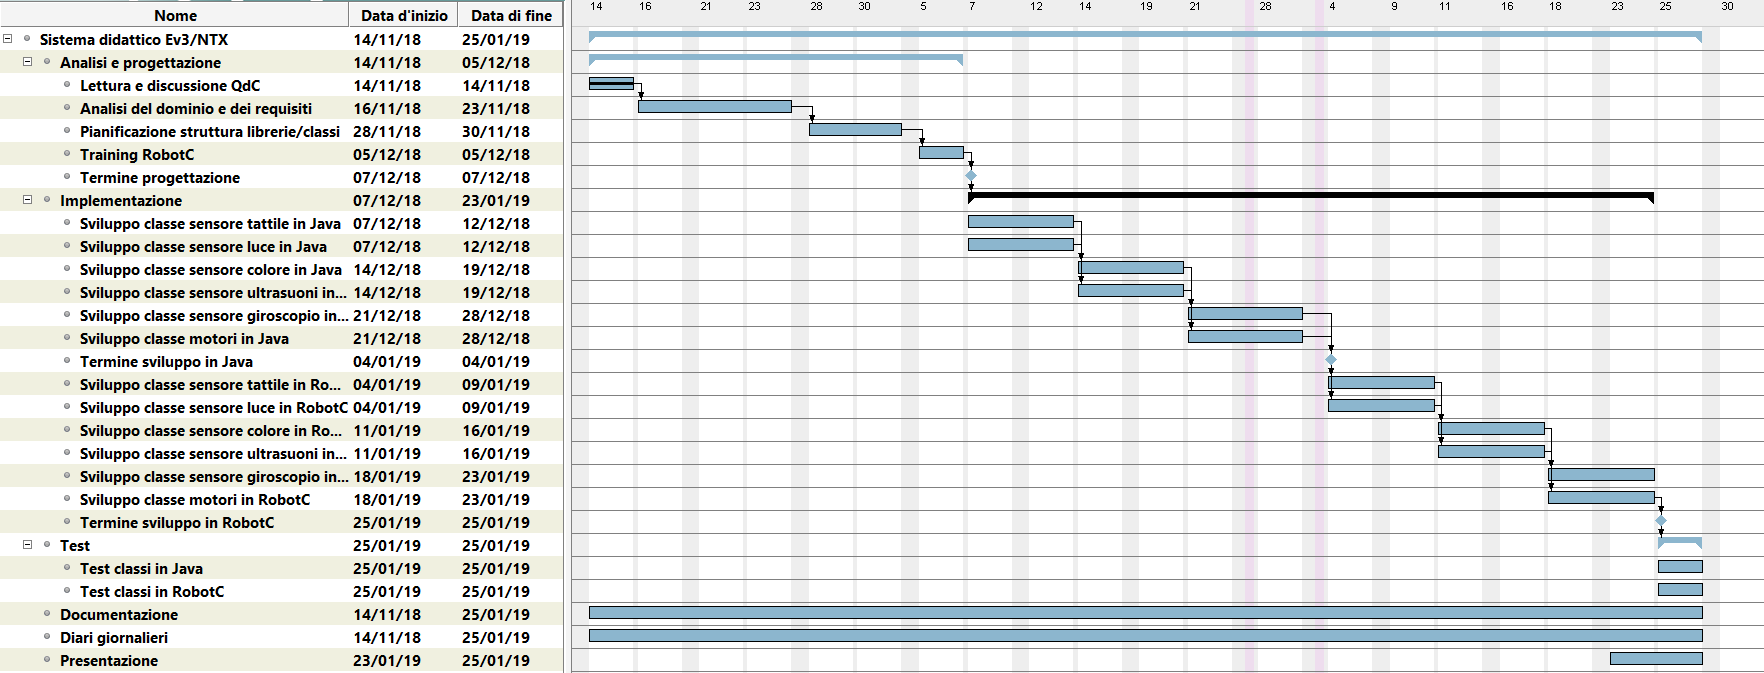 Nome Data d'inizio Data di fine 14 16 21 23 28 30 5 7 12 14 19 21 28 4 9 11 16 18 23 25 30
Sistema didattico Ev3/NTX 14/11/18 25/01/19
Analisi e progettazione 14/11/18 05/12/18
Lettura e discussione QdC 14/11/18 14/11/18
Analisi del dominio e dei requisiti 16/11/18 23/11/18
Pianificazione struttura librerie/classi 28/11/18 30/11/18
Training RobotC 05/12/18 05/12/18
Termine progettazione 07/12/18 07/12/18
Implementazione 07/12/18 23/01/19
Sviluppo classe sensore tattile in Java 07/12/18 12/12/18
Sviluppo classe sensore luce in Java 07/12/18 12/12/18
Sviluppo classe sensore colore in Java 14/12/18 19/12/18
Sviluppo classe sensore ultrasuoni in... 14/12/18 19/12/18
Sviluppo classe sensore giroscopio in... 21/12/18 28/12/18
Sviluppo classe motori in Java 21/12/18 28/12/18
Termine sviluppo in Java 04/01/19 04/01/19
Sviluppo classe sensore tattile in Ro... 04/01/19 09/01/19
Sviluppo classe sensore luce in RobotC 04/01/19 09/01/19
Sviluppo classe sensore colore in Ro... 11/01/19 16/01/19
Sviluppo classe sensore ultrasuoni in... 11/01/19 16/01/19
Sviluppo classe sensore giroscopio in... 18/01/19 23/01/19
Sviluppo classe motori in RobotC 18/01/19 23/01/19
Termine sviluppo in RobotC 25/01/19 25/01/19
Test 25/01/19 25/01/19
Test classi in Java 25/01/19 25/01/19
Test classi in RobotC 25/01/19 25/01/19
Documentazione 14/11/18 25/01/19
Diari giornalieri 14/11/18 25/01/19
Presentazione 23/01/19 25/01/19